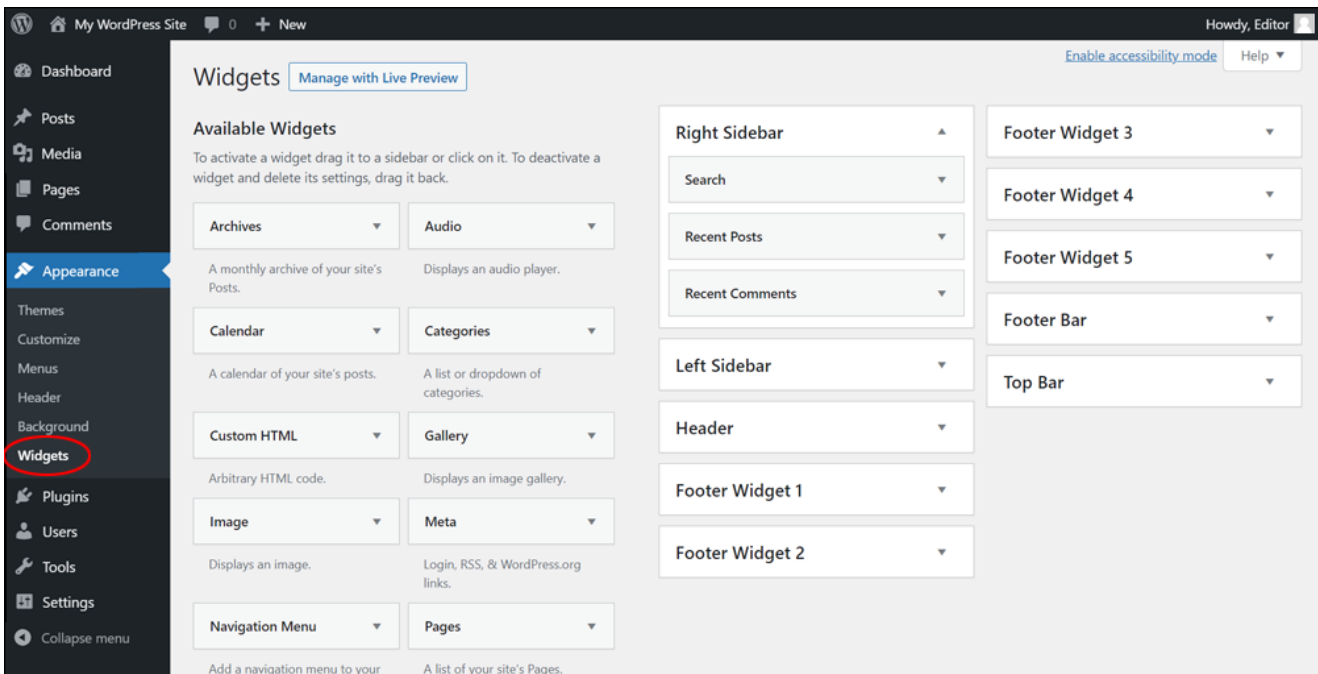 My WordPress Site 0 + New Howdy, Editor
Dashboard
Posts
Media
Pages
Comments
Appearance
Themes
Customize
Menus
Header
Background
Widgets
Plugins
Users
Tools
Settings
Collapse menu
Enable accessibility mode Help
Widgets Manage with Live Preview
Available Widgets
To activate a widget drag it to a sidebar or click on it. To deactivate a
widget and delete its settings, drag it back.
Archives
A monthly archive of your site's
Posts.
Audio
Displays an audio player.
Calendar
A calendar of your site's posts.
Categories
A list or dropdown of
categories.
Custom HTML
Arbitrary HTML code.
Gallery
Displays an image gallery.
Image
Displays an image.
Meta
Login, RSS, & WordPress.org
links.
Navigation Menu
Add a navigation menu to your
Pages
A list of your site's Pages.
Right Sidebar
Search
Recent Posts
Recent Comments
Left Sidebar
Header
Footer Widget 1
Footer Widget 2
Footer Widget 3
Footer Widget 4
Footer Widget 5
Footer Bar
Top Bar